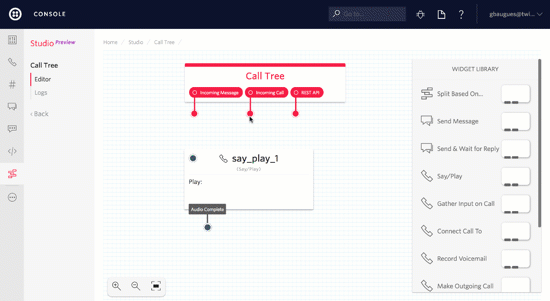 CONSOLE
Go to...
gbaugues@twi...
Studio Preview
Call Tree
Editor
Logs
‹ Back
Home / Studio / Call Tree /
Call Tree
Incoming Message
Incoming Call
REST API
say_play_1
(Say/Play)
Play:
Audio Complete
WIDGET LIBRARY
Split Based On...
Send Message
Send & Wait for Reply
Say/Play
Gather Input on Call
Connect Call To
Record Voicemail
Make Outgoing Call